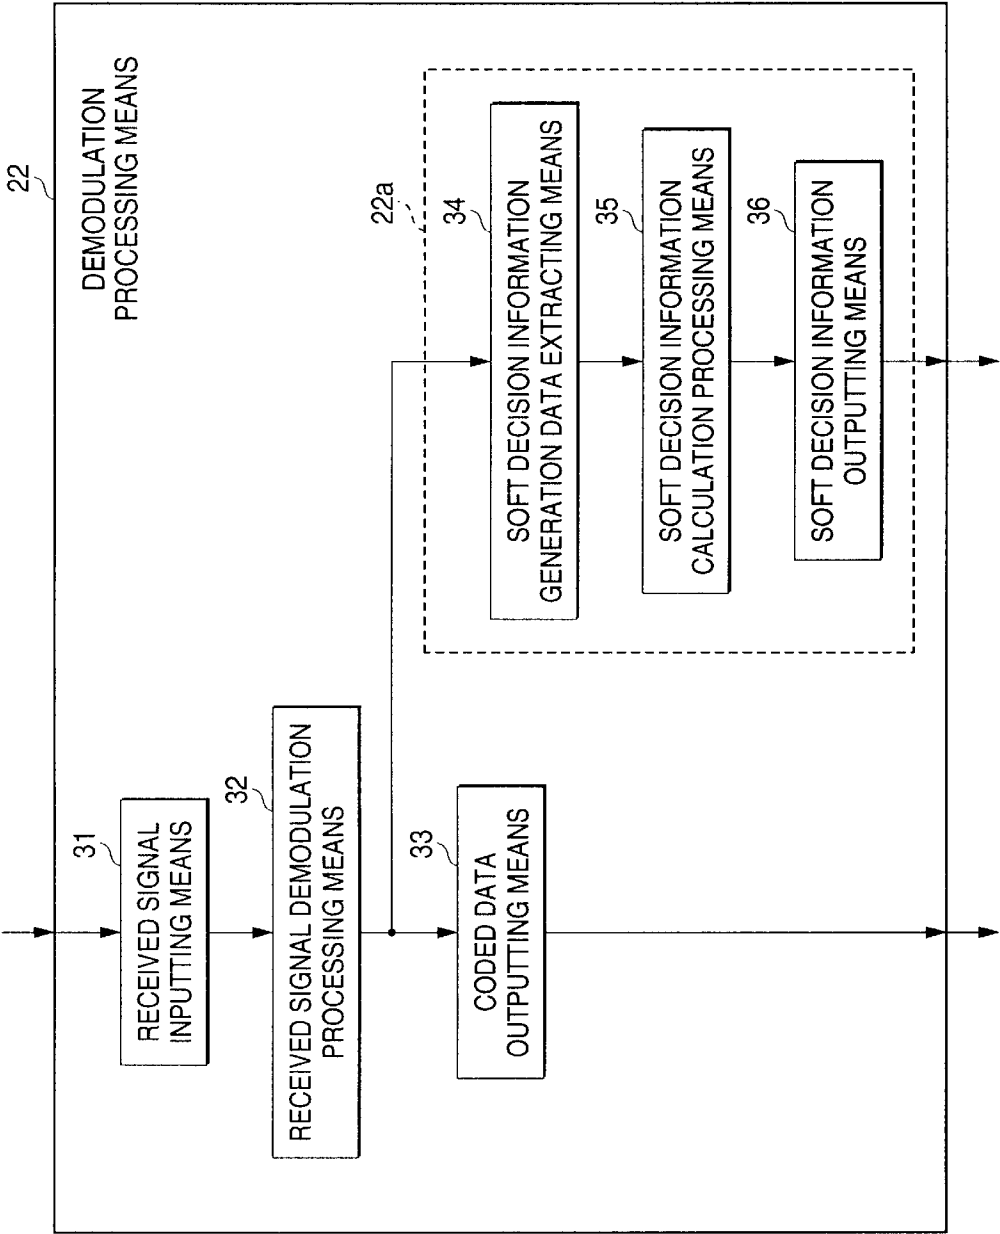 22
DEMODULATION
PROCESSING MEANS
31
RECEIVED SIGNAL
INPUTTING MEANS
32
RECEIVED SIGNAL DEMODULATION
PROCESSING MEANS
33
CODED DATA
OUTPUTTING MEANS
22a
34
SOFT DECISION INFORMATION
GENERATION DATA EXTRACTING MEANS
35
SOFT DECISION INFORMATION
CALCULATION PROCESSING MEANS
36
SOFT DECISION INFORMATION
OUTPUTTING MEANS